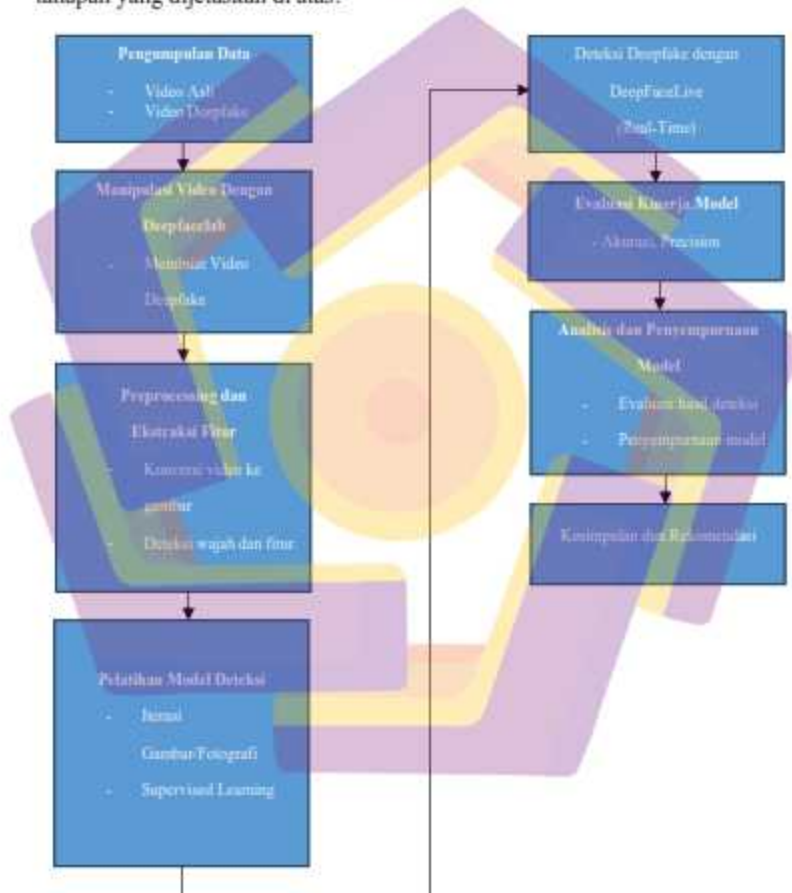 tahapan yang dijelaskan di atas.
Pengumpulan Data
- Video Asli
- Video Deepfake
Manipulasi Video Dengan
Deepfacelab
- Membuat Video
Deepfake
Preprocessing dan
Ekstraksi Fitur
- Konversi video ke
gambar
- Deteksi wajah dan fitur
Pelatihan Model Deteksi
- Iterasi
Gambar/Fotografi
- Supervised Learning
Deteksi Deepfake dengan
DeepFaceLive
(Real-Time)
Evaluasi Kinerja Model
- Akurasi, Precision
Analisis dan Penyempurnaan
Model
- Evaluasi hasil deteksi
- Penyempurnaan model
Kesimpulan dan Rekomendasi